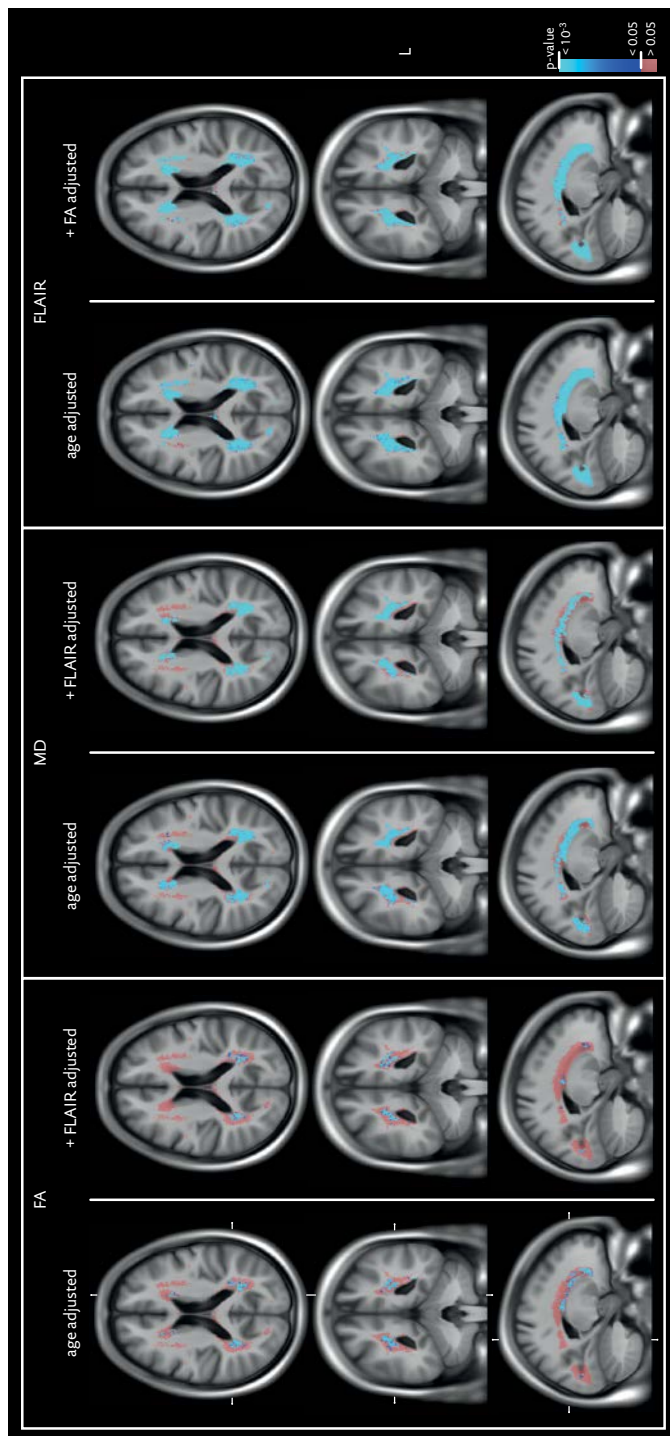 FA
MD
FLAIR
age adjusted
+ FLAIR adjusted
age adjusted
+ FLAIR adjusted
age adjusted
+ FA adjusted
L
p-value
< 10⁻³
< 0.05
> 0.05